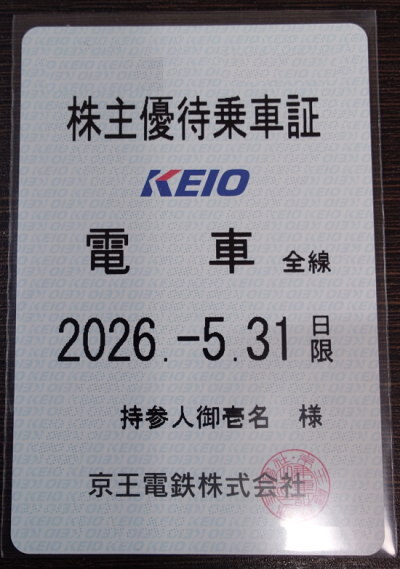 株主優待乗車証
KEIO
電車 全線
2026.-5.31 日限
持参人御壱名 様
京王電鉄株式会社